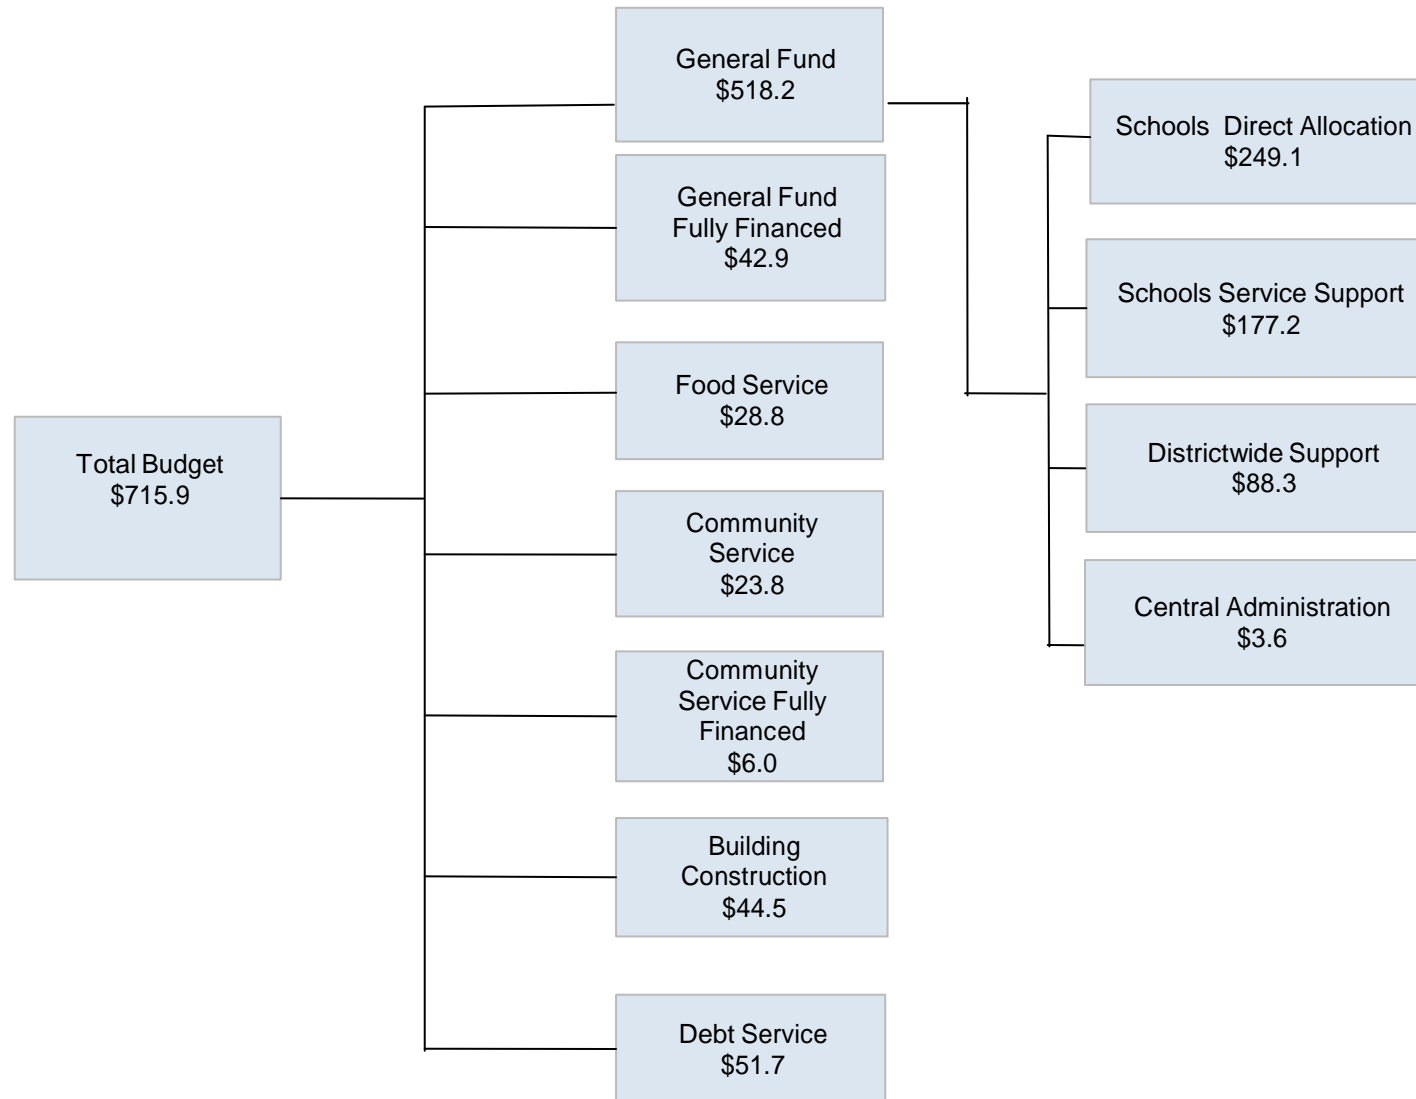 Total Budget
$715.9
General Fund
$518.2
General Fund
Fully Financed
$42.9
Food Service
$28.8
Community
Service
$23.8
Community
Service Fully
Financed
$6.0
Building
Construction
$44.5
Debt Service
$51.7
Schools Direct Allocation
$249.1
Schools Service Support
$177.2
Districtwide Support
$88.3
Central Administration
$3.6